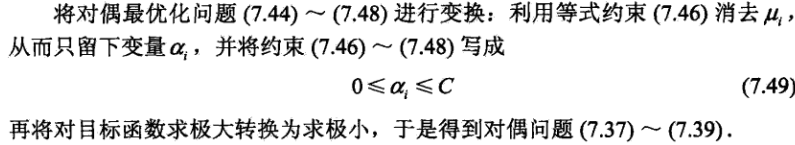 将对偶最优化问题 (7.44) ～ (7.48) 进行变换：利用等式约束 (7.46) 消去 μᵢ，
从而只留下变量 αᵢ，并将约束 (7.46) ～ (7.48) 写成
0 ≤ αᵢ ≤ C (7.49)
再将对目标函数求极大转换为求极小，于是得到对偶问题 (7.37) ～ (7.39)．